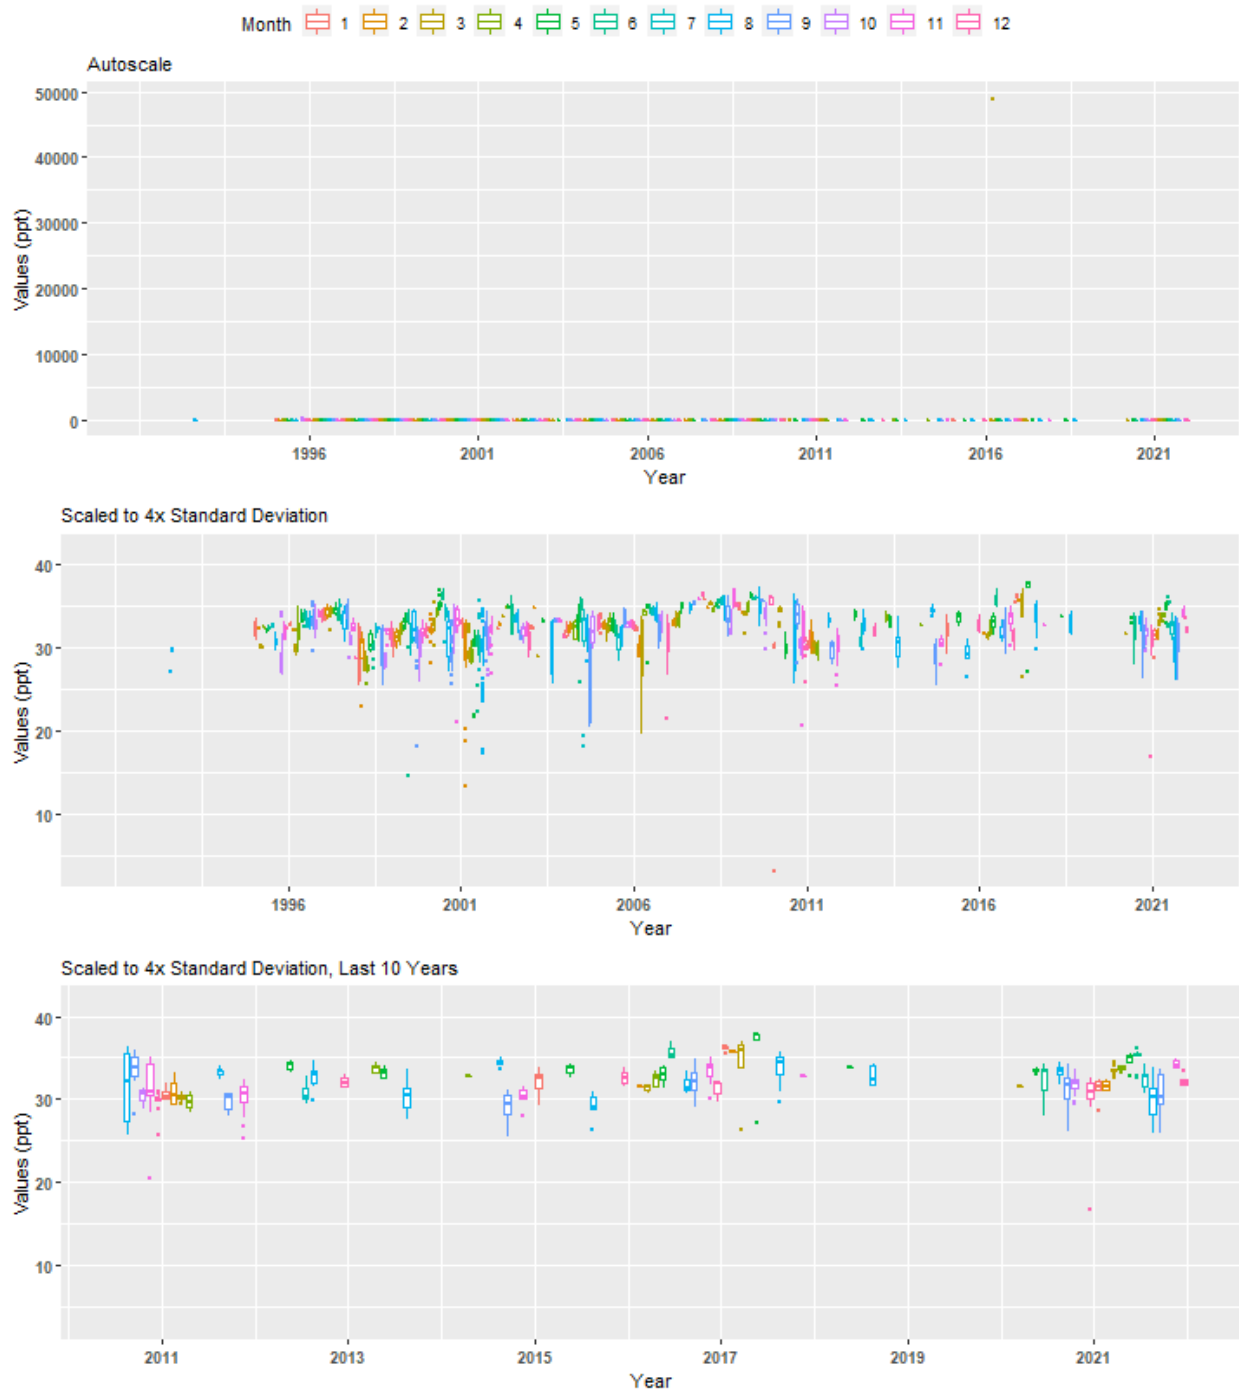 Month 1 2 3 4 5 6 7 8 9 10 11 12
Autoscale
50000
40000
30000
20000
10000
0
Values (ppt)
1996 2001 2006 2011 2016 2021
Year
Scaled to 4x Standard Deviation
40
30
20
10
Values (ppt)
1996 2001 2006 2011 2016 2021
Year
Scaled to 4x Standard Deviation, Last 10 Years
40
30
20
10
Values (ppt)
2011 2013 2015 2017 2019 2021
Year